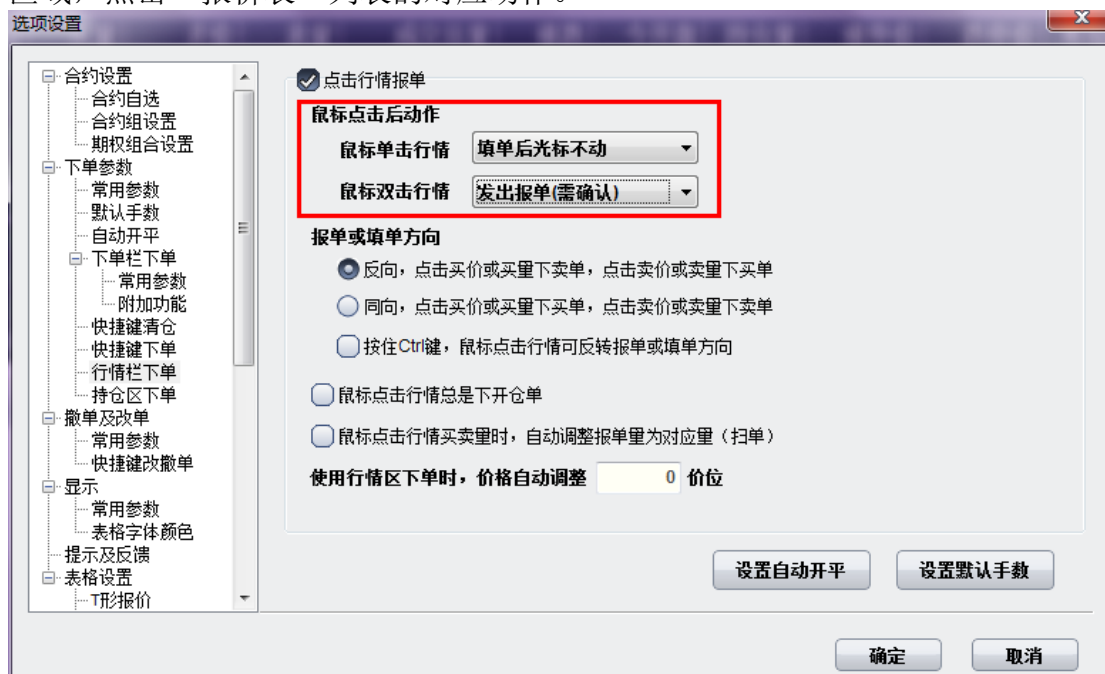 选项设置
合约设置
合约自选
合约组设置
期权组合设置
下单参数
常用参数
默认手数
自动开平
下单栏下单
常用参数
附加功能
快捷键清仓
快捷键下单
行情栏下单
持仓区下单
撤单及改单
常用参数
快捷键改撤单
显示
常用参数
表格字体颜色
提示及反馈
表格设置
T形报价
点击行情报单
鼠标点击后动作
鼠标单击行情 填单后光标不动
鼠标双击行情 发出报单(需确认)
报单或填单方向
反向，点击买价或买量下卖单，点击卖价或卖量下买单
同向，点击买价或买量下买单，点击卖价或卖量下卖单
按住Ctrl键，鼠标点击行情可反转报单或填单方向
鼠标点击行情总是下开仓单
鼠标点击行情买卖量时，自动调整报单量为对应量（扫单）
使用行情区下单时，价格自动调整 0 价位
设置自动开平 设置默认手数
确定 取消